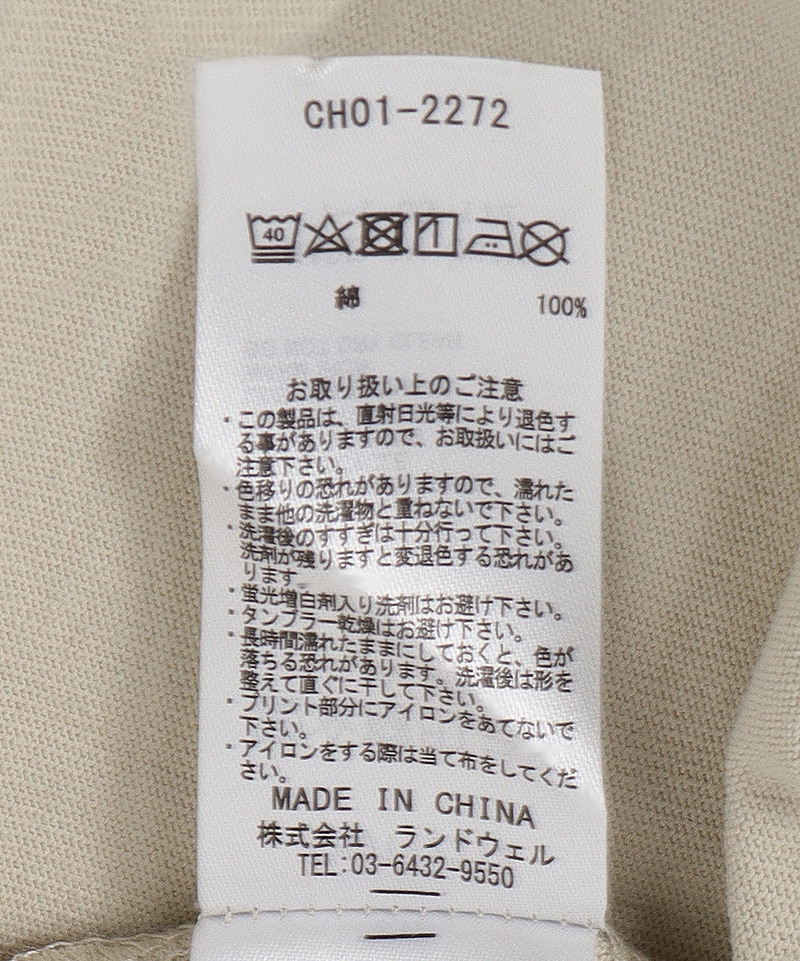 CH01-2272
40
綿 100%
お取り扱い上のご注意
・この製品は、直射日光等により退色す
る事がありますので、お取扱いにはご
注意下さい。
・色移りの恐れがありますので、濡れた
まま他の洗濯物と重ねないで下さい。
・洗濯後のすすぎは十分行って下さい。
洗剤が残りますと変退色する恐れがあ
ります
・蛍光増白剤入り洗剤はお避け下さい。
・タンブラー乾燥はお避け下さい。
・長時間濡れたままにしておくと、色が
落ちる恐れがあります。洗濯後は形を
整えて直ぐに干して下さい。
・プリント部分にアイロンをあてないで
下さい。
・アイロンをする際は当て布をしてくだ
さい。
MADE IN CHINA
株式会社 ランドウェル
TEL:03-6432-9550